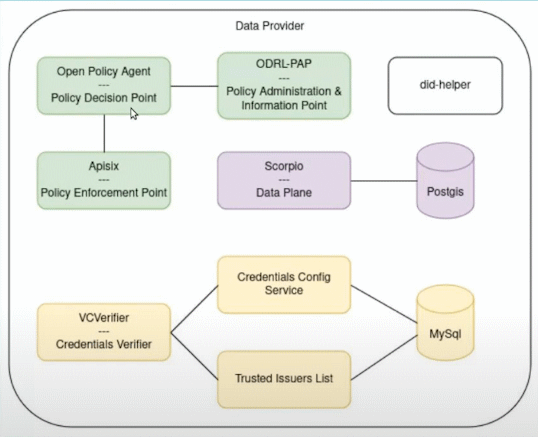 Data Provider
Open Policy Agent
---
Policy Decision Point
ODRL-PAP
---
Policy Administration &
Information Point
did-helper
Apisix
---
Policy Enforcement Point
Scorpio
---
Data Plane
Postgis
Credentials Config
Service
VCVerifier
---
Credentials Verifier
MySql
Trusted Issuers List